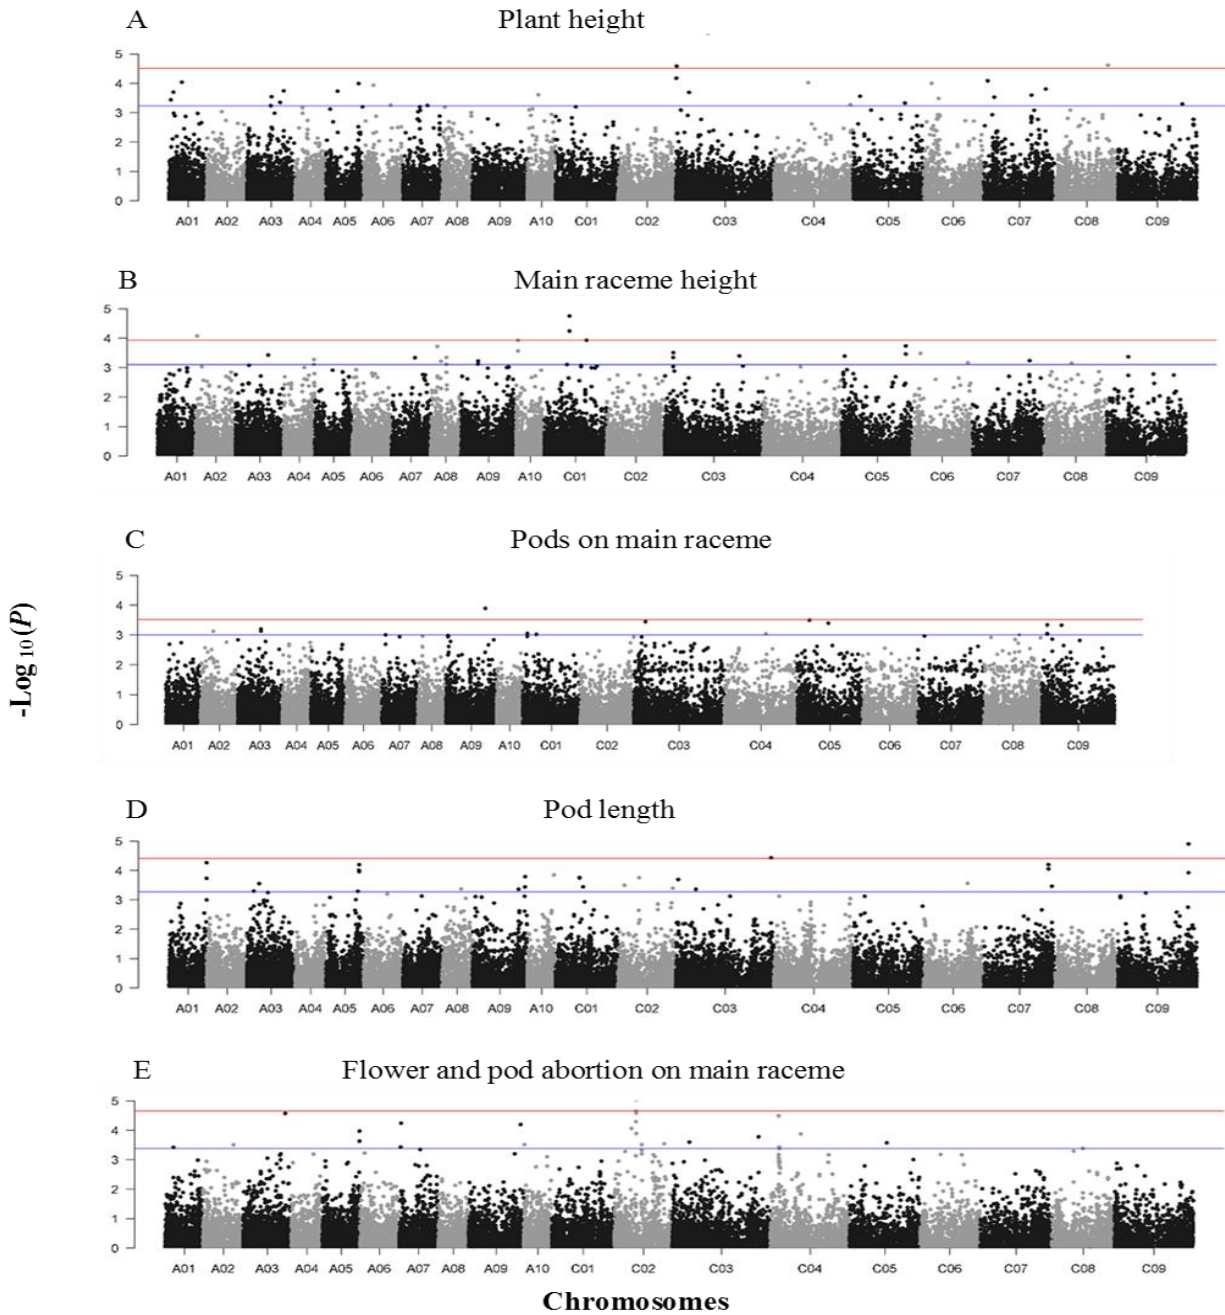 A Plant height
5
4
3
2
1
0
A01 A02 A03 A04 A05 A06 A07 A08 A09 A10 C01 C02 C03 C04 C05 C06 C07 C08 C09
B Main raceme height
5
4
3
2
1
0
A01 A02 A03 A04 A05 A06 A07 A08 A09 A10 C01 C02 C03 C04 C05 C06 C07 C08 C09
C Pods on main raceme
5
4
3
2
1
0
A01 A02 A03 A04 A05 A06 A07 A08 A09 A10 C01 C02 C03 C04 C05 C06 C07 C08 C09
-Log 10 (P)
D Pod length
5
4
3
2
1
0
A01 A02 A03 A04 A05 A06 A07 A08 A09 A10 C01 C02 C03 C04 C05 C06 C07 C08 C09
E Flower and pod abortion on main raceme
5
4
3
2
1
0
A01 A02 A03 A04 A05 A06 A07 A08 A09 A10 C01 C02 C03 C04 C05 C06 C07 C08 C09
Chromosomes